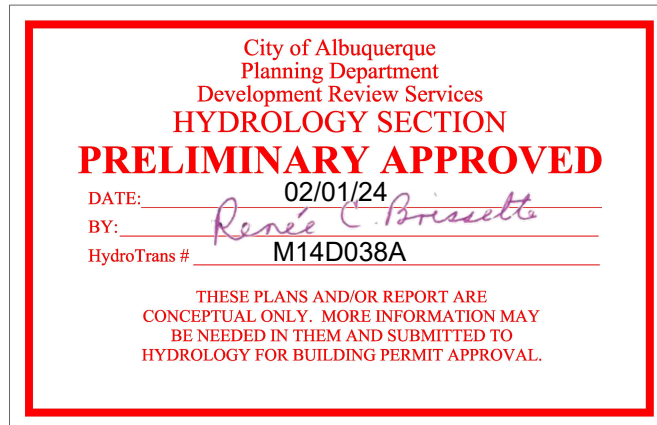 City of Albuquerque
Planning Department
Development Review Services
HYDROLOGY SECTION
PRELIMINARY APPROVED
DATE: 02/01/24
BY: Renée C. Brissette
HydroTrans # M14D038A
THESE PLANS AND/OR REPORT ARE
CONCEPTUAL ONLY. MORE INFORMATION MAY
BE NEEDED IN THEM AND SUBMITTED TO
HYDROLOGY FOR BUILDING PERMIT APPROVAL.